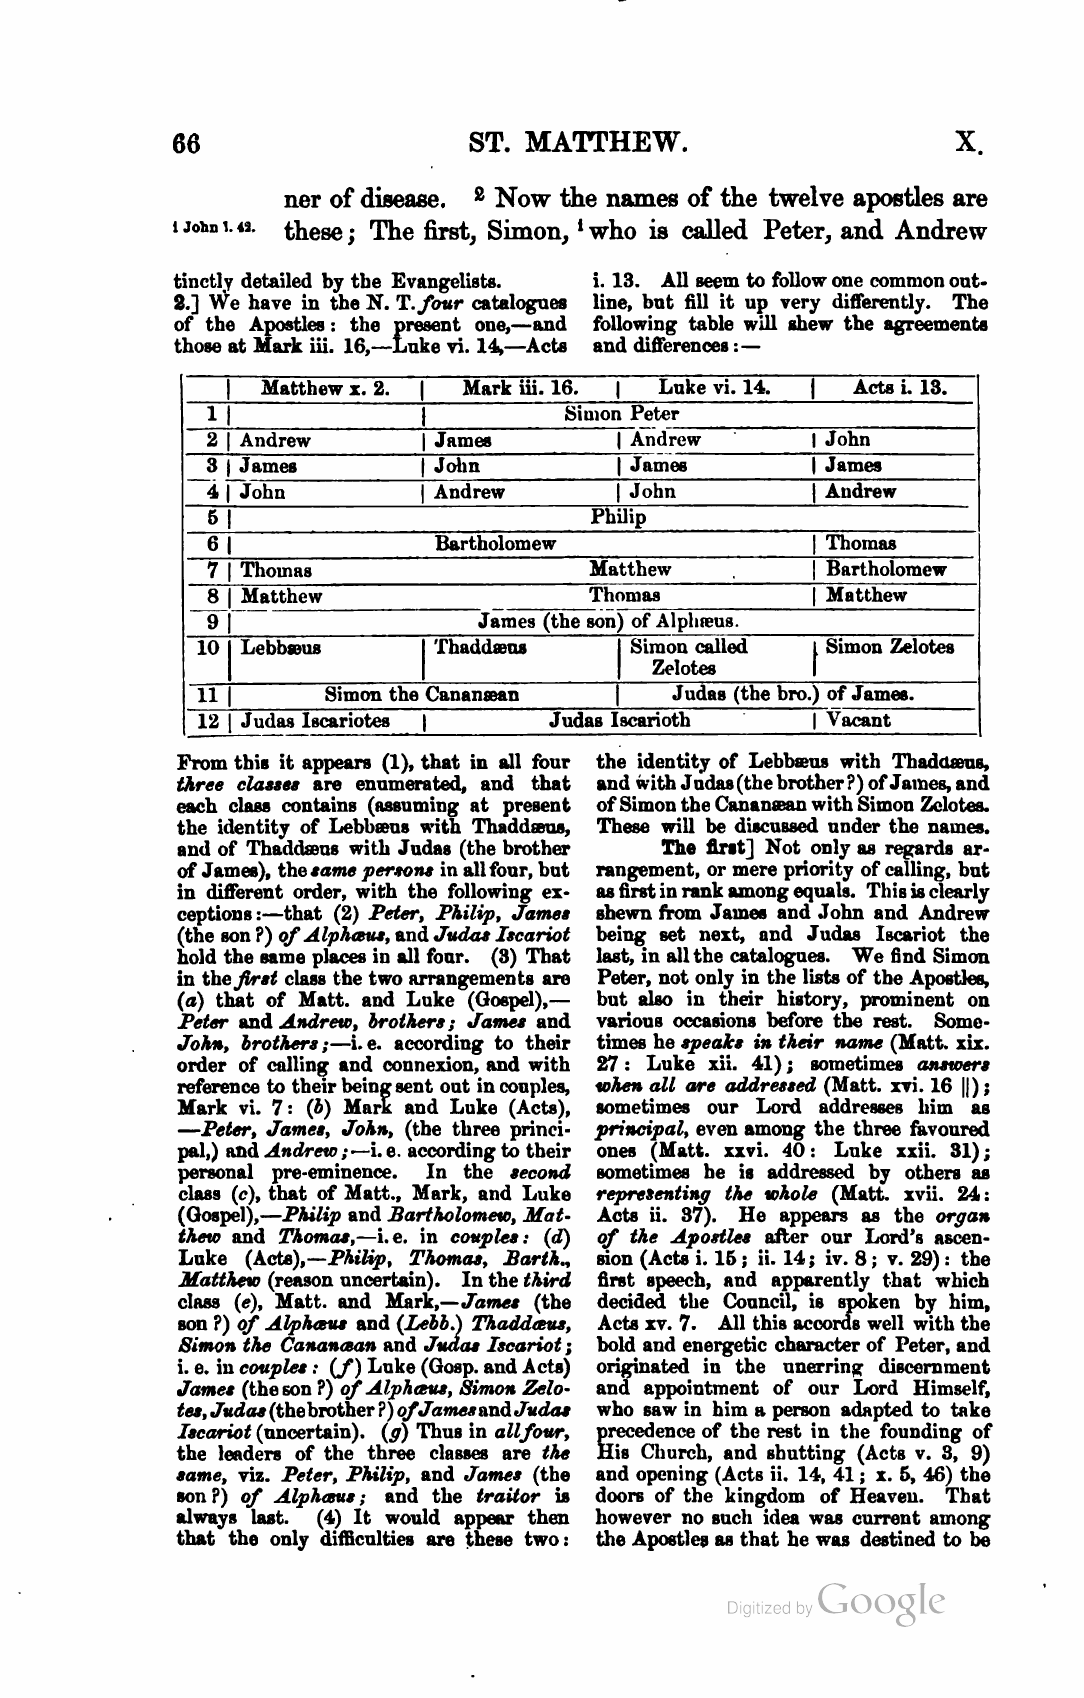 66 ST. MATTHEW. X.
ner of disease. 2 Now the names of the twelve apostles are
1 John 1. 42. these; The first, Simon, 1 who is called Peter, and Andrew
tinctly detailed by the Evangelists.
2.] We have in the N. T. four catalogues
of the Apostles: the present one,—and
those at Mark iii. 16,—Luke vi. 14,—Acts
i. 13. All seem to follow one common out-
line, but fill it up very differently. The
following table will shew the agreements
and differences:—
| Matthew x. 2. | Mark iii. 16. | Luke vi. 14. | Acts i. 13.
1 | Simon Peter
2 | Andrew | James | Andrew | John
3 | James | John | James | James
4 | John | Andrew | John | Andrew
5 | Philip
6 | Bartholomew | Thomas
7 | Thomas Matthew | Bartholomew
8 | Matthew Thomas | Matthew
9 | James (the son) of Alphæus.
10 | Lebbæus | Thaddæus | Simon called | Simon Zelotes
Zelotes
11 | Simon the Cananæan | Judas (the bro.) of James.
12 | Judas Iscariotes | Judas Iscarioth | Vacant
From this it appears (1), that in all four
three classes are enumerated, and that
each class contains (assuming at present
the identity of Lebbæus with Thaddæus,
and of Thaddæus with Judas (the brother
of James), the same persons in all four, but
in different order, with the following ex-
ceptions:—that (2) Peter, Philip, James
(the son?) of Alphæus, and Judas Iscariot
hold the same places in all four. (3) That
in the first class the two arrangements are
(a) that of Matt. and Luke (Gospel),—
Peter and Andrew, brothers; James and
John, brothers;—i. e. according to their
order of calling and connexion, and with
reference to their being sent out in couples,
Mark vi. 7: (b) Mark and Luke (Acts),
—Peter, James, John, (the three princi-
pal,) and Andrew;—i. e. according to their
personal pre-eminence. In the second
class (c), that of Matt., Mark, and Luke
(Gospel),—Philip and Bartholomew, Mat-
thew and Thomas,—i. e. in couples: (d)
Luke (Acts),—Philip, Thomas, Barth.,
Matthew (reason uncertain). In the third
class (e), Matt. and Mark,—James (the
son?) of Alphæus and (Lebb.) Thaddæus,
Simon the Cananæan and Judas Iscariot;
i. e. in couples: (f) Luke (Gosp. and Acts)
James (the son?) of Alphæus, Simon Zelo-
tes, Judas (the brother?) of James and Judas
Iscariot (uncertain). (g) Thus in all four,
the leaders of the three classes are the
same, viz. Peter, Philip, and James (the
son?) of Alphæus; and the traitor is
always last. (4) It would appear then
that the only difficulties are these two:
the identity of Lebbæus with Thaddæus,
and with Judas (the brother?) of James, and
of Simon the Cananæan with Simon Zelotes.
These will be discussed under the names.
The first] Not only as regards ar-
rangement, or mere priority of calling, but
as first in rank among equals. This is clearly
shewn from James and John and Andrew
being set next, and Judas Iscariot the
last, in all the catalogues. We find Simon
Peter, not only in the lists of the Apostles,
but also in their history, prominent on
various occasions before the rest. Some-
times he speaks in their name (Matt. xix.
27: Luke xii. 41); sometimes answers
when all are addressed (Matt. xvi. 16 ||);
sometimes our Lord addresses him as
principal, even among the three favoured
ones (Matt. xxvi. 40: Luke xxii. 31);
sometimes he is addressed by others as
representing the whole (Matt. xvii. 24:
Acts ii. 37). He appears as the organ
of the Apostles after our Lord's ascen-
sion (Acts i. 15; ii. 14; iv. 8; v. 29): the
first speech, and apparently that which
decided the Council, is spoken by him,
Acts xv. 7. All this accords well with the
bold and energetic character of Peter, and
originated in the unerring discernment
and appointment of our Lord Himself,
who saw in him a person adapted to take
precedence of the rest in the founding of
His Church, and shutting (Acts v. 3, 9)
and opening (Acts ii. 14, 41; x. 5, 46) the
doors of the kingdom of Heaven. That
however no such idea was current among
the Apostles as that he was destined to be
Digitized by Google